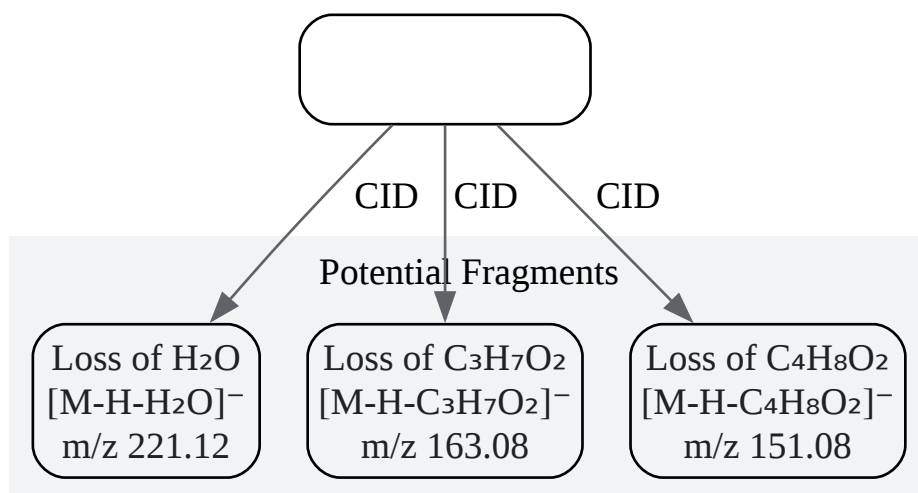 CID CID CID
Potential Fragments
Loss of H₂O
[M-H-H₂O]⁻
m/z 221.12
Loss of C₃H₇O₂
[M-H-C₃H₇O₂]⁻
m/z 163.08
Loss of C₄H₈O₂
[M-H-C₄H₈O₂]⁻
m/z 151.08